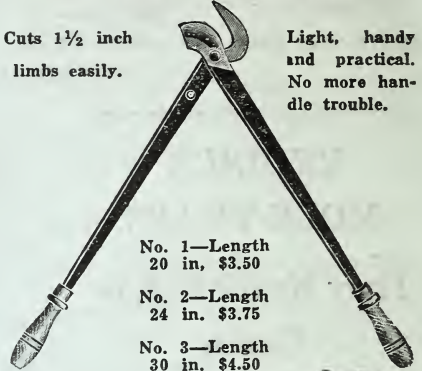 Cuts 1½ inch
limbs easily.
Light, handy
and practical.
No more han-
dle trouble.
No. 1—Length
20 in, $3.50
No. 2—Length
24 in. $3.75
No. 3—Length
30 in. $4.50